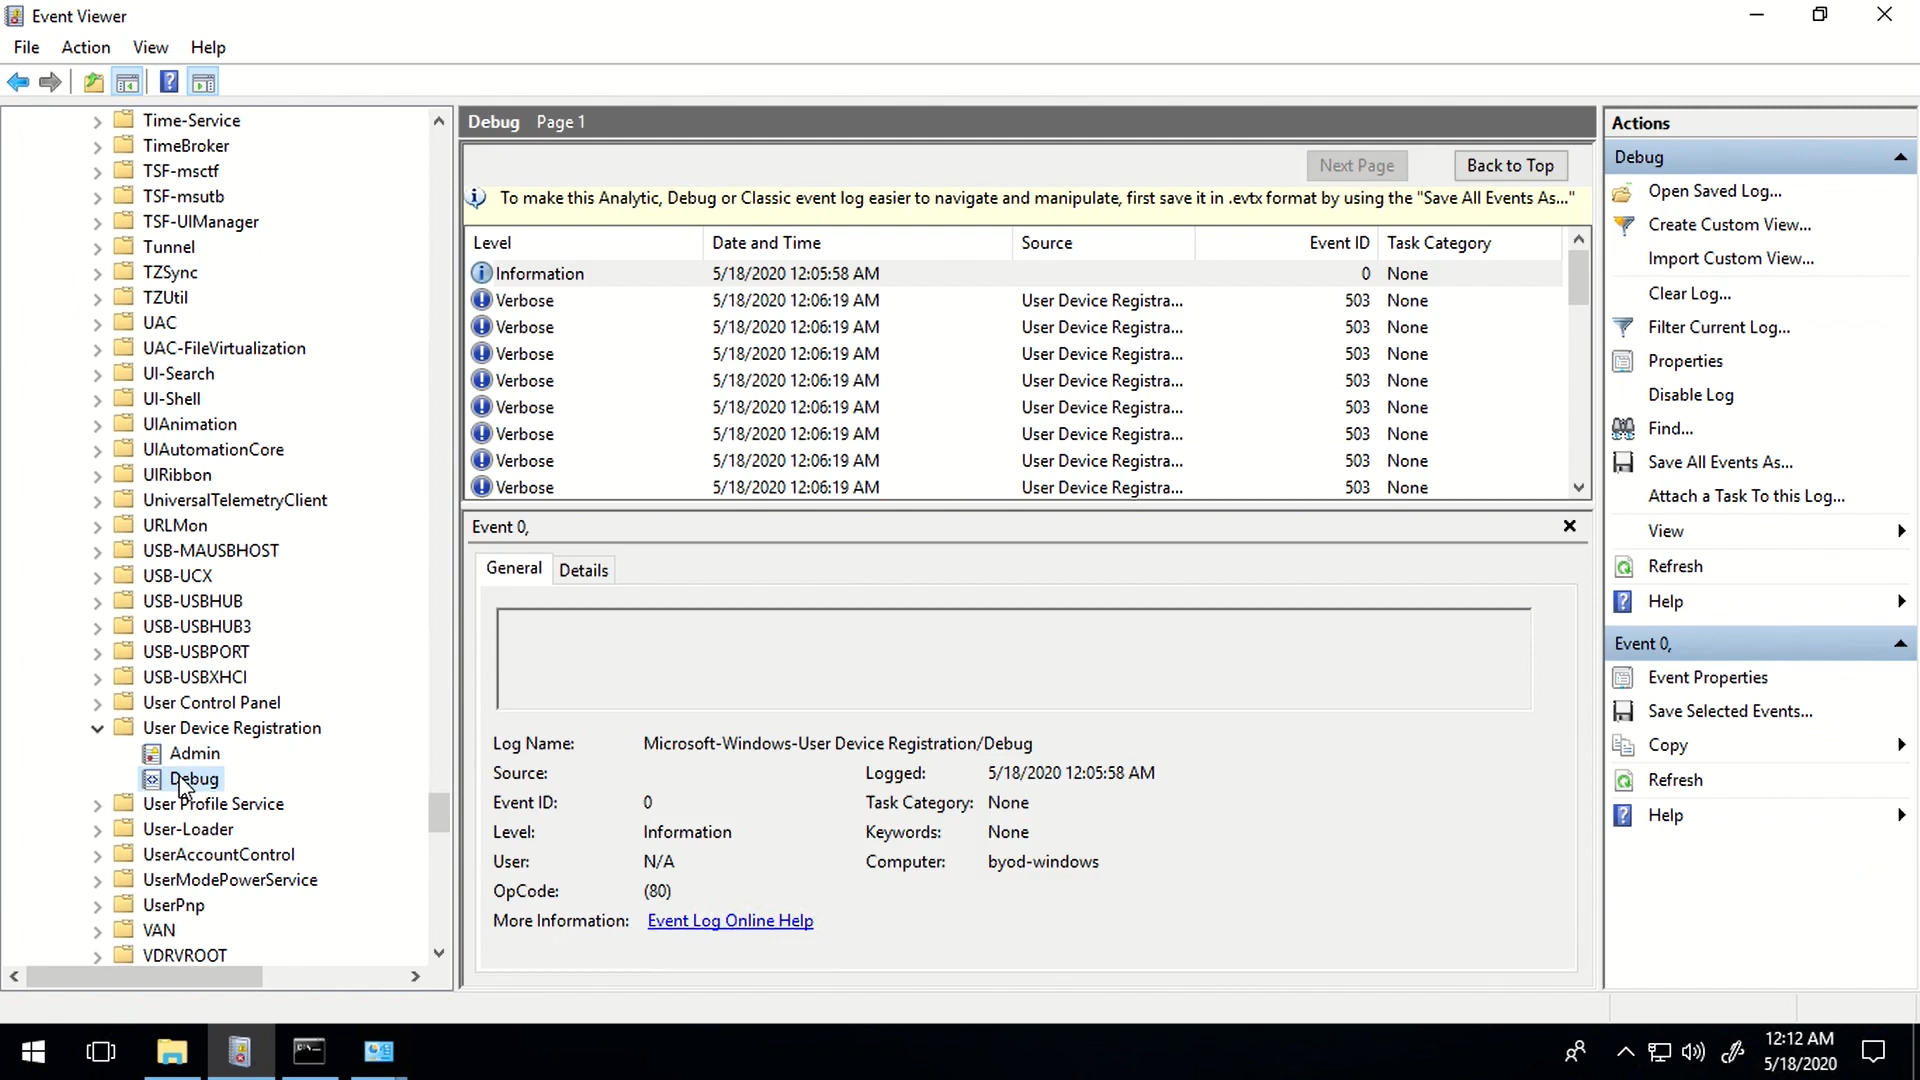 Event Viewer
File Action View Help
Time-Service
TimeBroker
TSF-msctf
TSF-msutb
TSF-UIManager
Tunnel
TZSync
TZUtil
UAC
UAC-FileVirtualization
UI-Search
UI-Shell
UIAnimation
UIAutomationCore
UIRibbon
UniversalTelemetryClient
URLMon
USB-MAUSBHOST
USB-UCX
USB-USBHUB
USB-USBHUB3
USB-USBPORT
USB-USBXHCI
User Control Panel
User Device Registration
Admin
Debug
User Profile Service
User-Loader
UserAccountControl
UserModePowerService
UserPnp
VAN
VDRVROOT
Debug Page 1
Next Page Back to Top
To make this Analytic, Debug or Classic event log easier to navigate and manipulate, first save it in .evtx format by using the "Save All Events As..."
Level Date and Time Source Event ID Task Category
Information 5/18/2020 12:05:58 AM 0 None
Verbose 5/18/2020 12:06:19 AM User Device Registra... 503 None
Verbose 5/18/2020 12:06:19 AM User Device Registra... 503 None
Verbose 5/18/2020 12:06:19 AM User Device Registra... 503 None
Verbose 5/18/2020 12:06:19 AM User Device Registra... 503 None
Verbose 5/18/2020 12:06:19 AM User Device Registra... 503 None
Verbose 5/18/2020 12:06:19 AM User Device Registra... 503 None
Verbose 5/18/2020 12:06:19 AM User Device Registra... 503 None
Verbose 5/18/2020 12:06:19 AM User Device Registra... 503 None
Event 0,
General Details
Log Name: Microsoft-Windows-User Device Registration/Debug
Source: Logged: 5/18/2020 12:05:58 AM
Event ID: 0 Task Category: None
Level: Information Keywords: None
User: N/A Computer: byod-windows
OpCode: (80)
More Information: Event Log Online Help
Actions
Debug
Open Saved Log...
Create Custom View...
Import Custom View...
Clear Log...
Filter Current Log...
Properties
Disable Log
Find...
Save All Events As...
Attach a Task To this Log...
View
Refresh
Help
Event 0,
Event Properties
Save Selected Events...
Copy
Refresh
Help
12:12 AM
5/18/2020